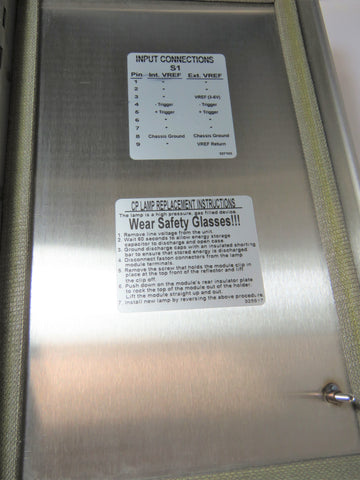 INPUT CONNECTIONS
S1
Pin Int. VREF Ext. VREF
1 - -
2 - -
3 - VREF (3-6V)
4 - Trigger - Trigger
5 + Trigger + Trigger
6 - -
7 - -
8 Chassis Ground Chassis Ground
9 - VREF Return
CP LAMP REPLACEMENT INSTRUCTIONS
The lamp is a high pressure, gas filled device
Wear Safety Glasses!!!
1. Remove line voltage from the unit.
2. Wait 60 seconds to allow energy storage
capacitor to discharge and open case.
3. Ground discharge caps with an insulated shorting
bar to ensure that stored energy is discharged.
4. Disconnect faston connectors from the lamp
module terminals.
5. Remove the screw that holds the module clip in
place at the top front of the reflector and lift
the clip off.
6. Push down on the module's rear insulator plate
to rock the top of the module out of the holder.
Lift the module straight up and out.
7. Install new lamp by reversing the above procedure.